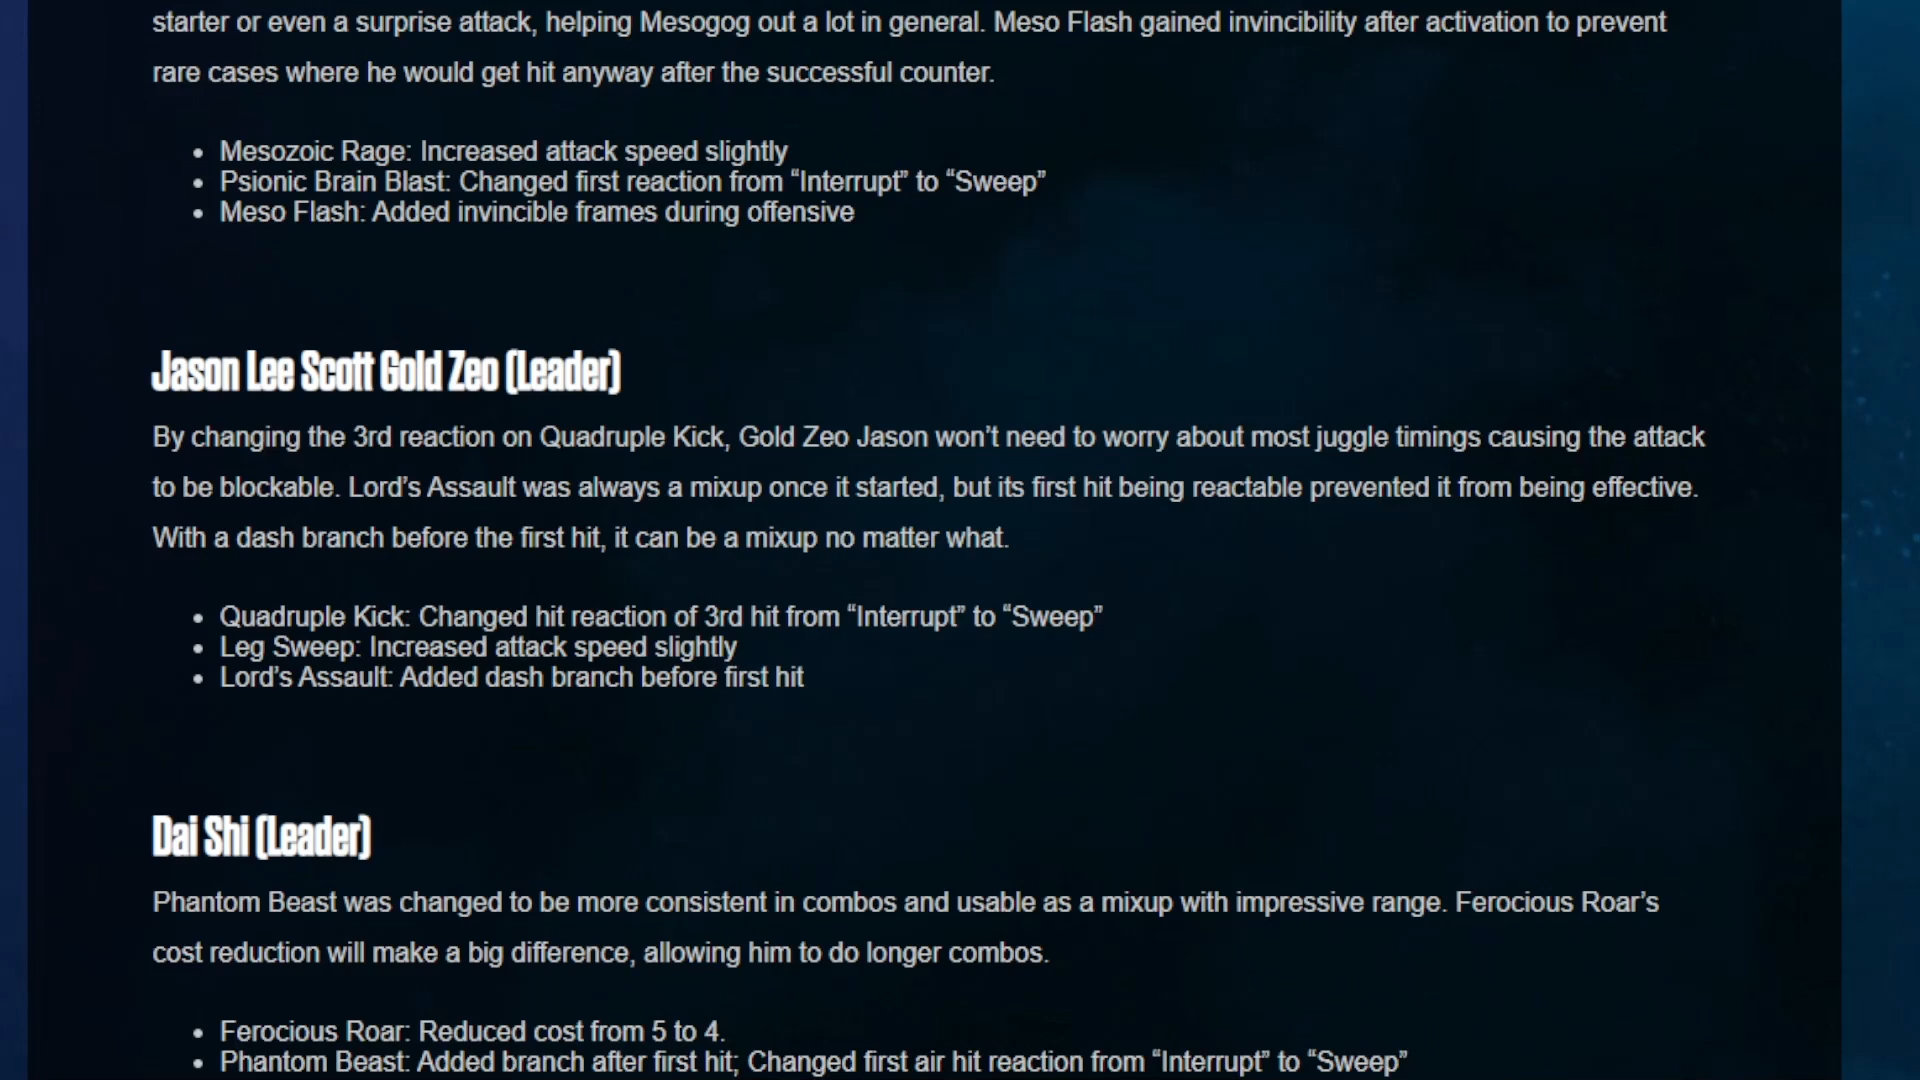 starter or even a surprise attack, helping Mesogog out a lot in general. Meso Flash gained invincibility after activation to prevent
rare cases where he would get hit anyway after the successful counter.
• Mesozoic Rage: Increased attack speed slightly
• Psionic Brain Blast: Changed first reaction from “Interrupt” to “Sweep”
• Meso Flash: Added invincible frames during offensive
Jason Lee Scott Gold Zeo (Leader)
By changing the 3rd reaction on Quadruple Kick, Gold Zeo Jason won’t need to worry about most juggle timings causing the attack
to be blockable. Lord’s Assault was always a mixup once it started, but its first hit being reactable prevented it from being effective.
With a dash branch before the first hit, it can be a mixup no matter what.
• Quadruple Kick: Changed hit reaction of 3rd hit from “Interrupt” to “Sweep”
• Leg Sweep: Increased attack speed slightly
• Lord’s Assault: Added dash branch before first hit
Dai Shi (Leader)
Phantom Beast was changed to be more consistent in combos and usable as a mixup with impressive range. Ferocious Roar’s
cost reduction will make a big difference, allowing him to do longer combos.
• Ferocious Roar: Reduced cost from 5 to 4.
• Phantom Beast: Added branch after first hit; Changed first air hit reaction from “Interrupt” to “Sweep”